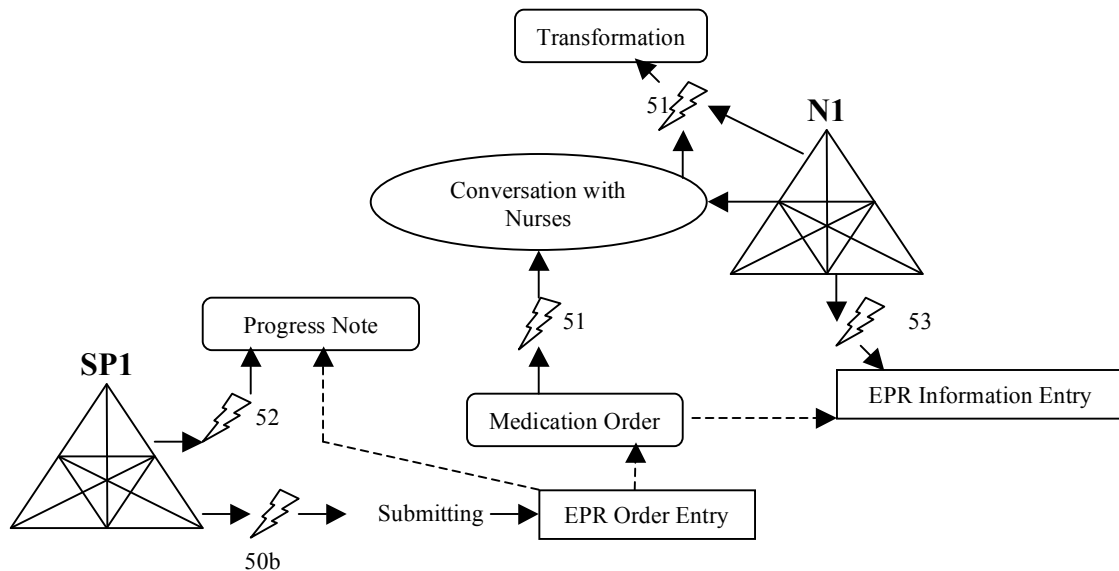 Transformation
51
N1
Conversation with
Nurses
51
53
Progress Note
SP1
EPR Information Entry
52
Medication Order
Submitting
EPR Order Entry
50b